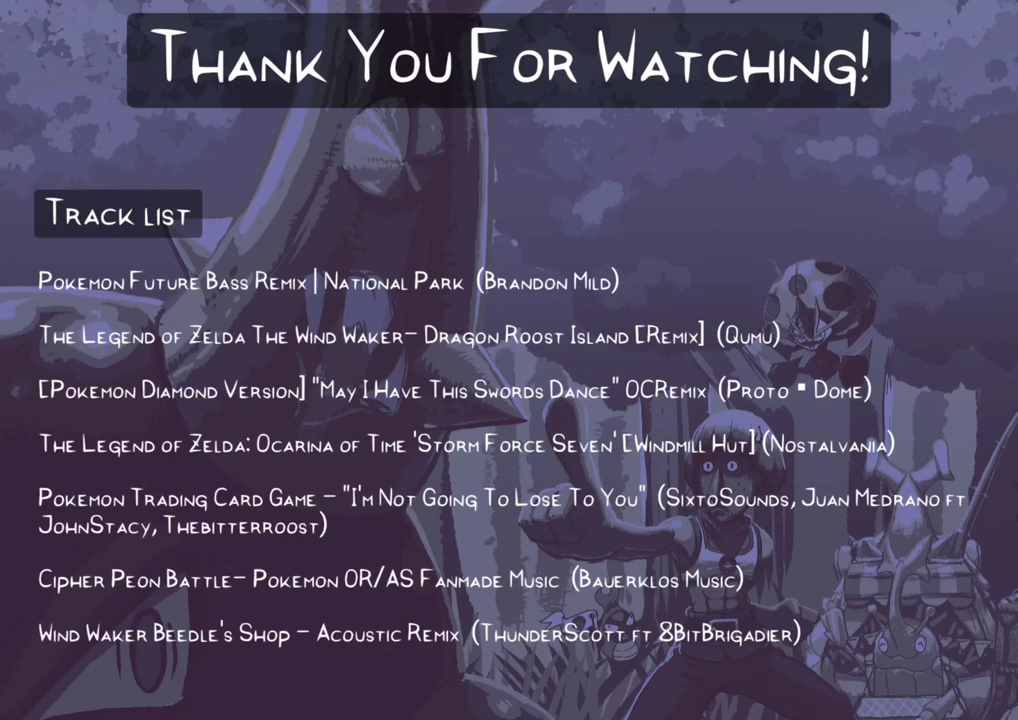 Thank You For Watching!
Track list
Pokemon Future Bass Remix | National Park (Brandon Mild)
The Legend of Zelda The Wind Waker- Dragon Roost Island [Remix] (Qumu)
[Pokemon Diamond Version] "May I Have This Swords Dance" OCRemix (Proto · Dome)
The Legend of Zelda: Ocarina of Time 'Storm Force Seven' [Windmill Hut] (Nostalvania)
Pokemon Trading Card Game - "I'm Not Going To Lose To You" (SixtoSounds, Juan Medrano ft
JohnStacy, Thebitterroost)
Cipher Peon Battle- Pokemon OR/AS Fanmade Music (Bauerklos Music)
Wind Waker Beedle's Shop - Acoustic Remix (ThunderScott ft 8BitBrigadier)